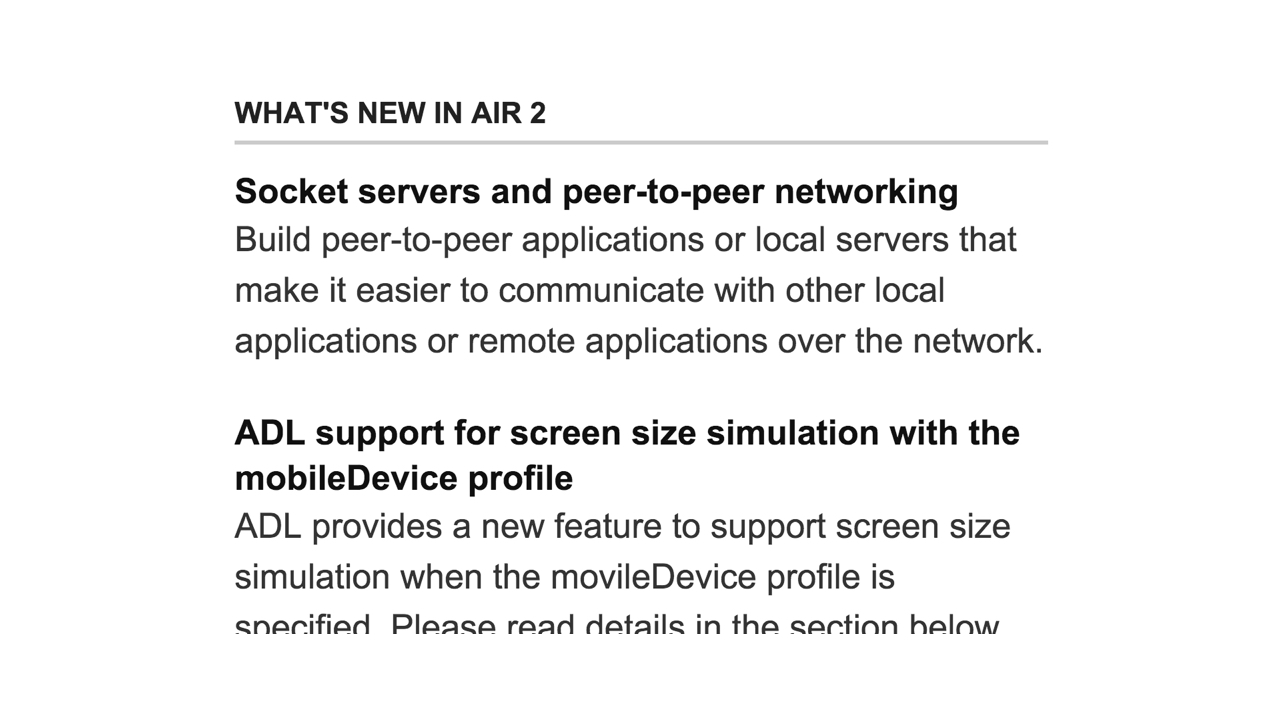 WHAT'S NEW IN AIR 2
Socket servers and peer-to-peer networking
Build peer-to-peer applications or local servers that
make it easier to communicate with other local
applications or remote applications over the network.
ADL support for screen size simulation with the
mobileDevice profile
ADL provides a new feature to support screen size
simulation when the movileDevice profile is
specified. Please read details in the section below